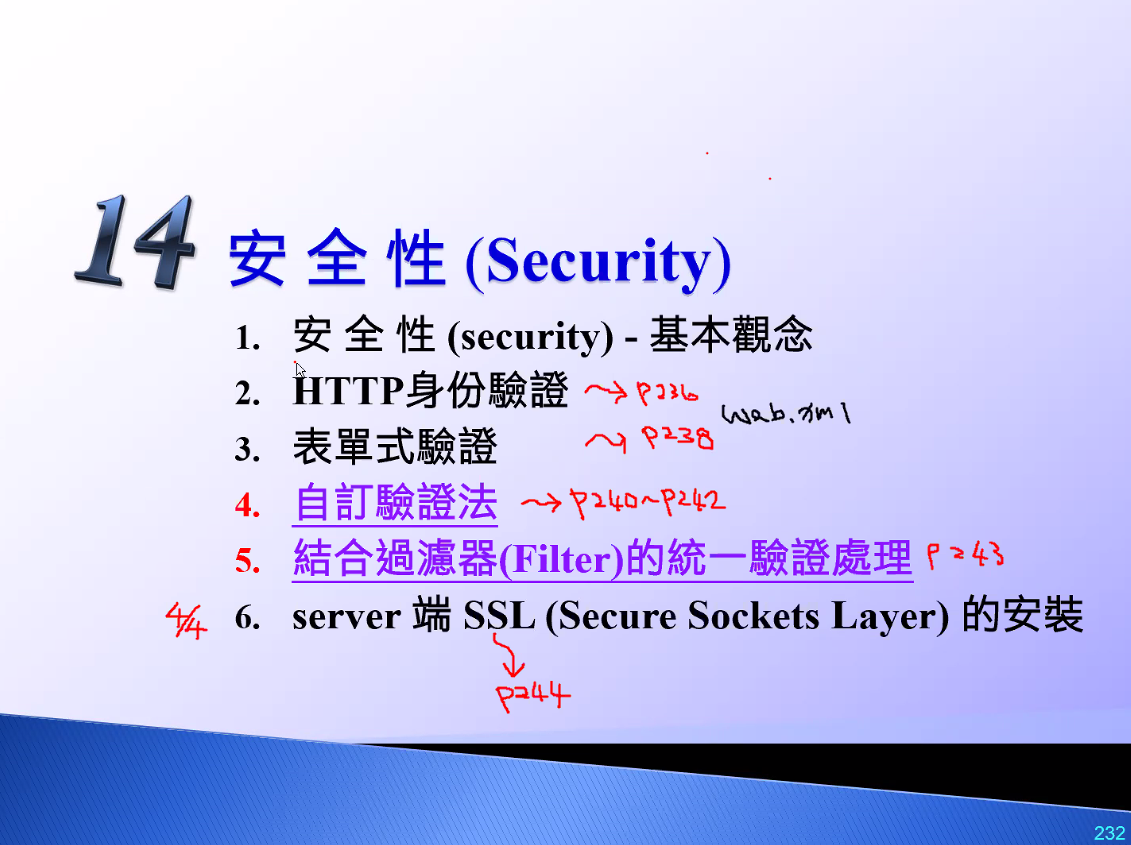 14 安全性 (Security)
1. 安全性 (security) - 基本觀念
2. HTTP身份驗證 → P236
web.xml
3. 表單式驗證 → P238
4. 自訂驗證法 → P240~P242
5. 結合過濾器(Filter)的統一驗證處理 P243
4/4 6. server 端 SSL (Secure Sockets Layer) 的安裝
P244
232